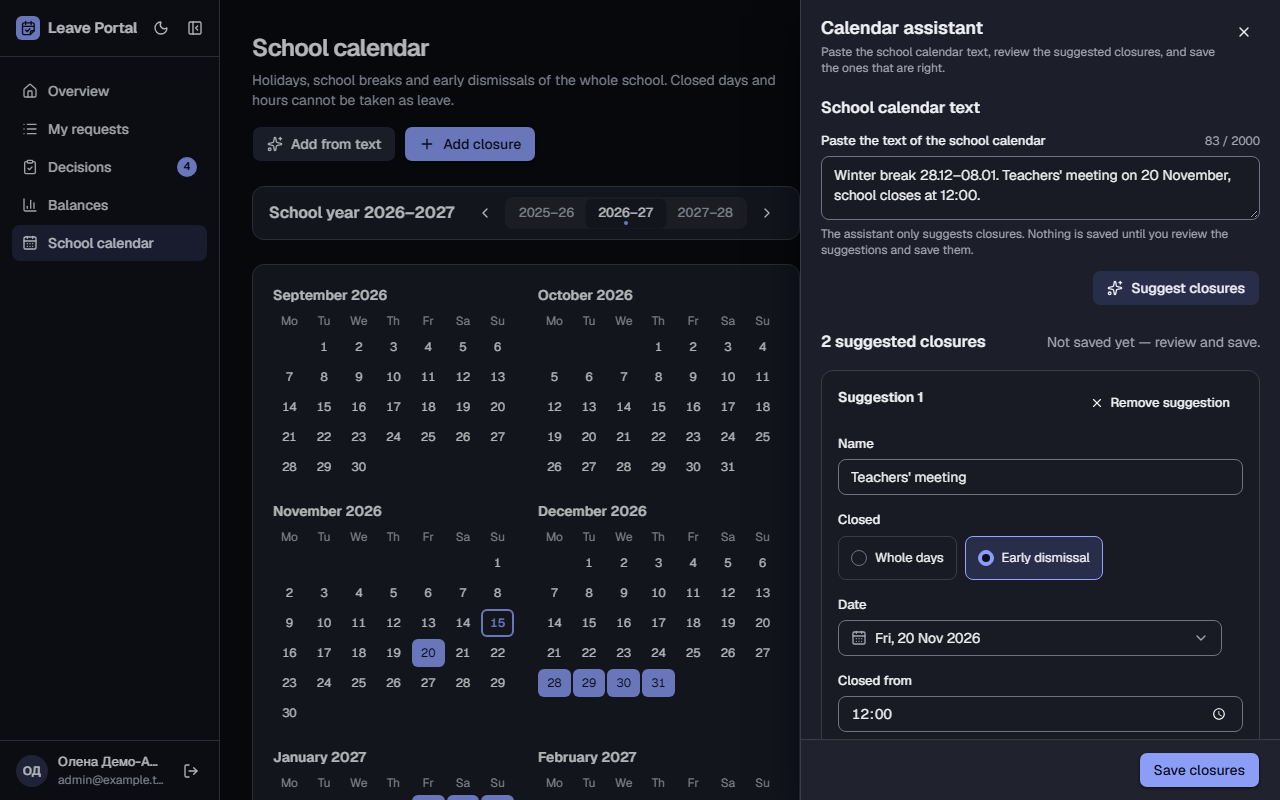 Leave Portal
Overview
My requests
Decisions 4
Balances
School calendar
ОД
Олена Демо-А...
admin@example.t...
School calendar
Holidays, school breaks and early dismissals of the whole school. Closed days and
hours cannot be taken as leave.
Add from text
Add closure
School year 2026–2027
2025–26 2026–27 2027–28
September 2026
Mo Tu We Th Fr Sa Su
1 2 3 4 5 6
7 8 9 10 11 12 13
14 15 16 17 18 19 20
21 22 23 24 25 26 27
28 29 30
October 2026
Mo Tu We Th Fr Sa Su
1 2 3 4
5 6 7 8 9 10 11
12 13 14 15 16 17 18
19 20 21 22 23 24 25
26 27 28 29 30 31
November 2026
Mo Tu We Th Fr Sa Su
1
2 3 4 5 6 7 8
9 10 11 12 13 14 15
16 17 18 19 20 21 22
23 24 25 26 27 28 29
30
December 2026
Mo Tu We Th Fr Sa Su
1 2 3 4 5 6
7 8 9 10 11 12 13
14 15 16 17 18 19 20
21 22 23 24 25 26 27
28 29 30 31
January 2027
Mo Tu We Th Fr Sa Su
February 2027
Mo Tu We Th Fr Sa Su
Calendar assistant
Paste the school calendar text, review the suggested closures, and save
the ones that are right.
School calendar text
Paste the text of the school calendar 83 / 2000
Winter break 28.12–08.01. Teachers' meeting on 20 November,
school closes at 12:00.
The assistant only suggests closures. Nothing is saved until you review the
suggestions and save them.
Suggest closures
2 suggested closures Not saved yet — review and save.
Suggestion 1
Remove suggestion
Name
Teachers' meeting
Closed
Whole days
Early dismissal
Date
Fri, 20 Nov 2026
Closed from
12:00
Save closures